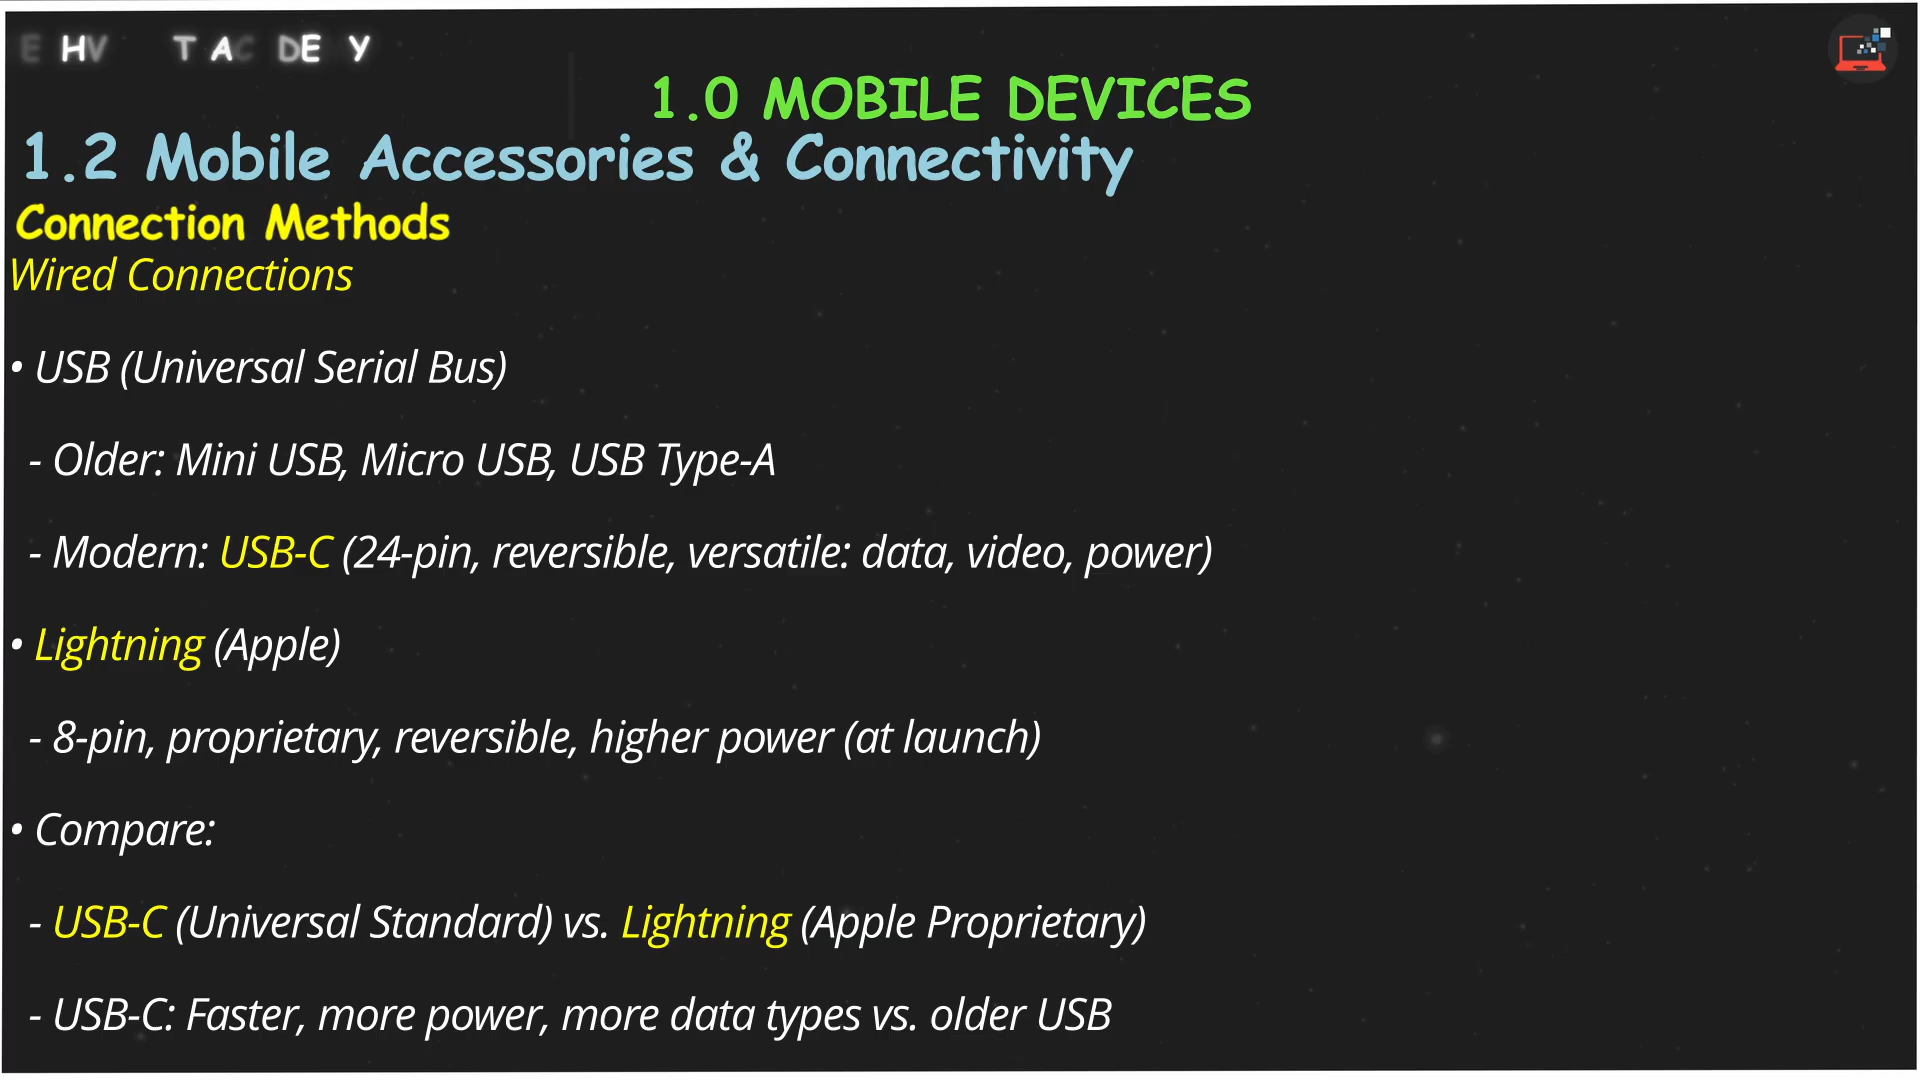 1.0 MOBILE DEVICES
1.2 Mobile Accessories & Connectivity
Connection Methods
Wired Connections
• USB (Universal Serial Bus)
- Older: Mini USB, Micro USB, USB Type-A
- Modern: USB-C (24-pin, reversible, versatile: data, video, power)
• Lightning (Apple)
- 8-pin, proprietary, reversible, higher power (at launch)
• Compare:
- USB-C (Universal Standard) vs. Lightning (Apple Proprietary)
- USB-C: Faster, more power, more data types vs. older USB